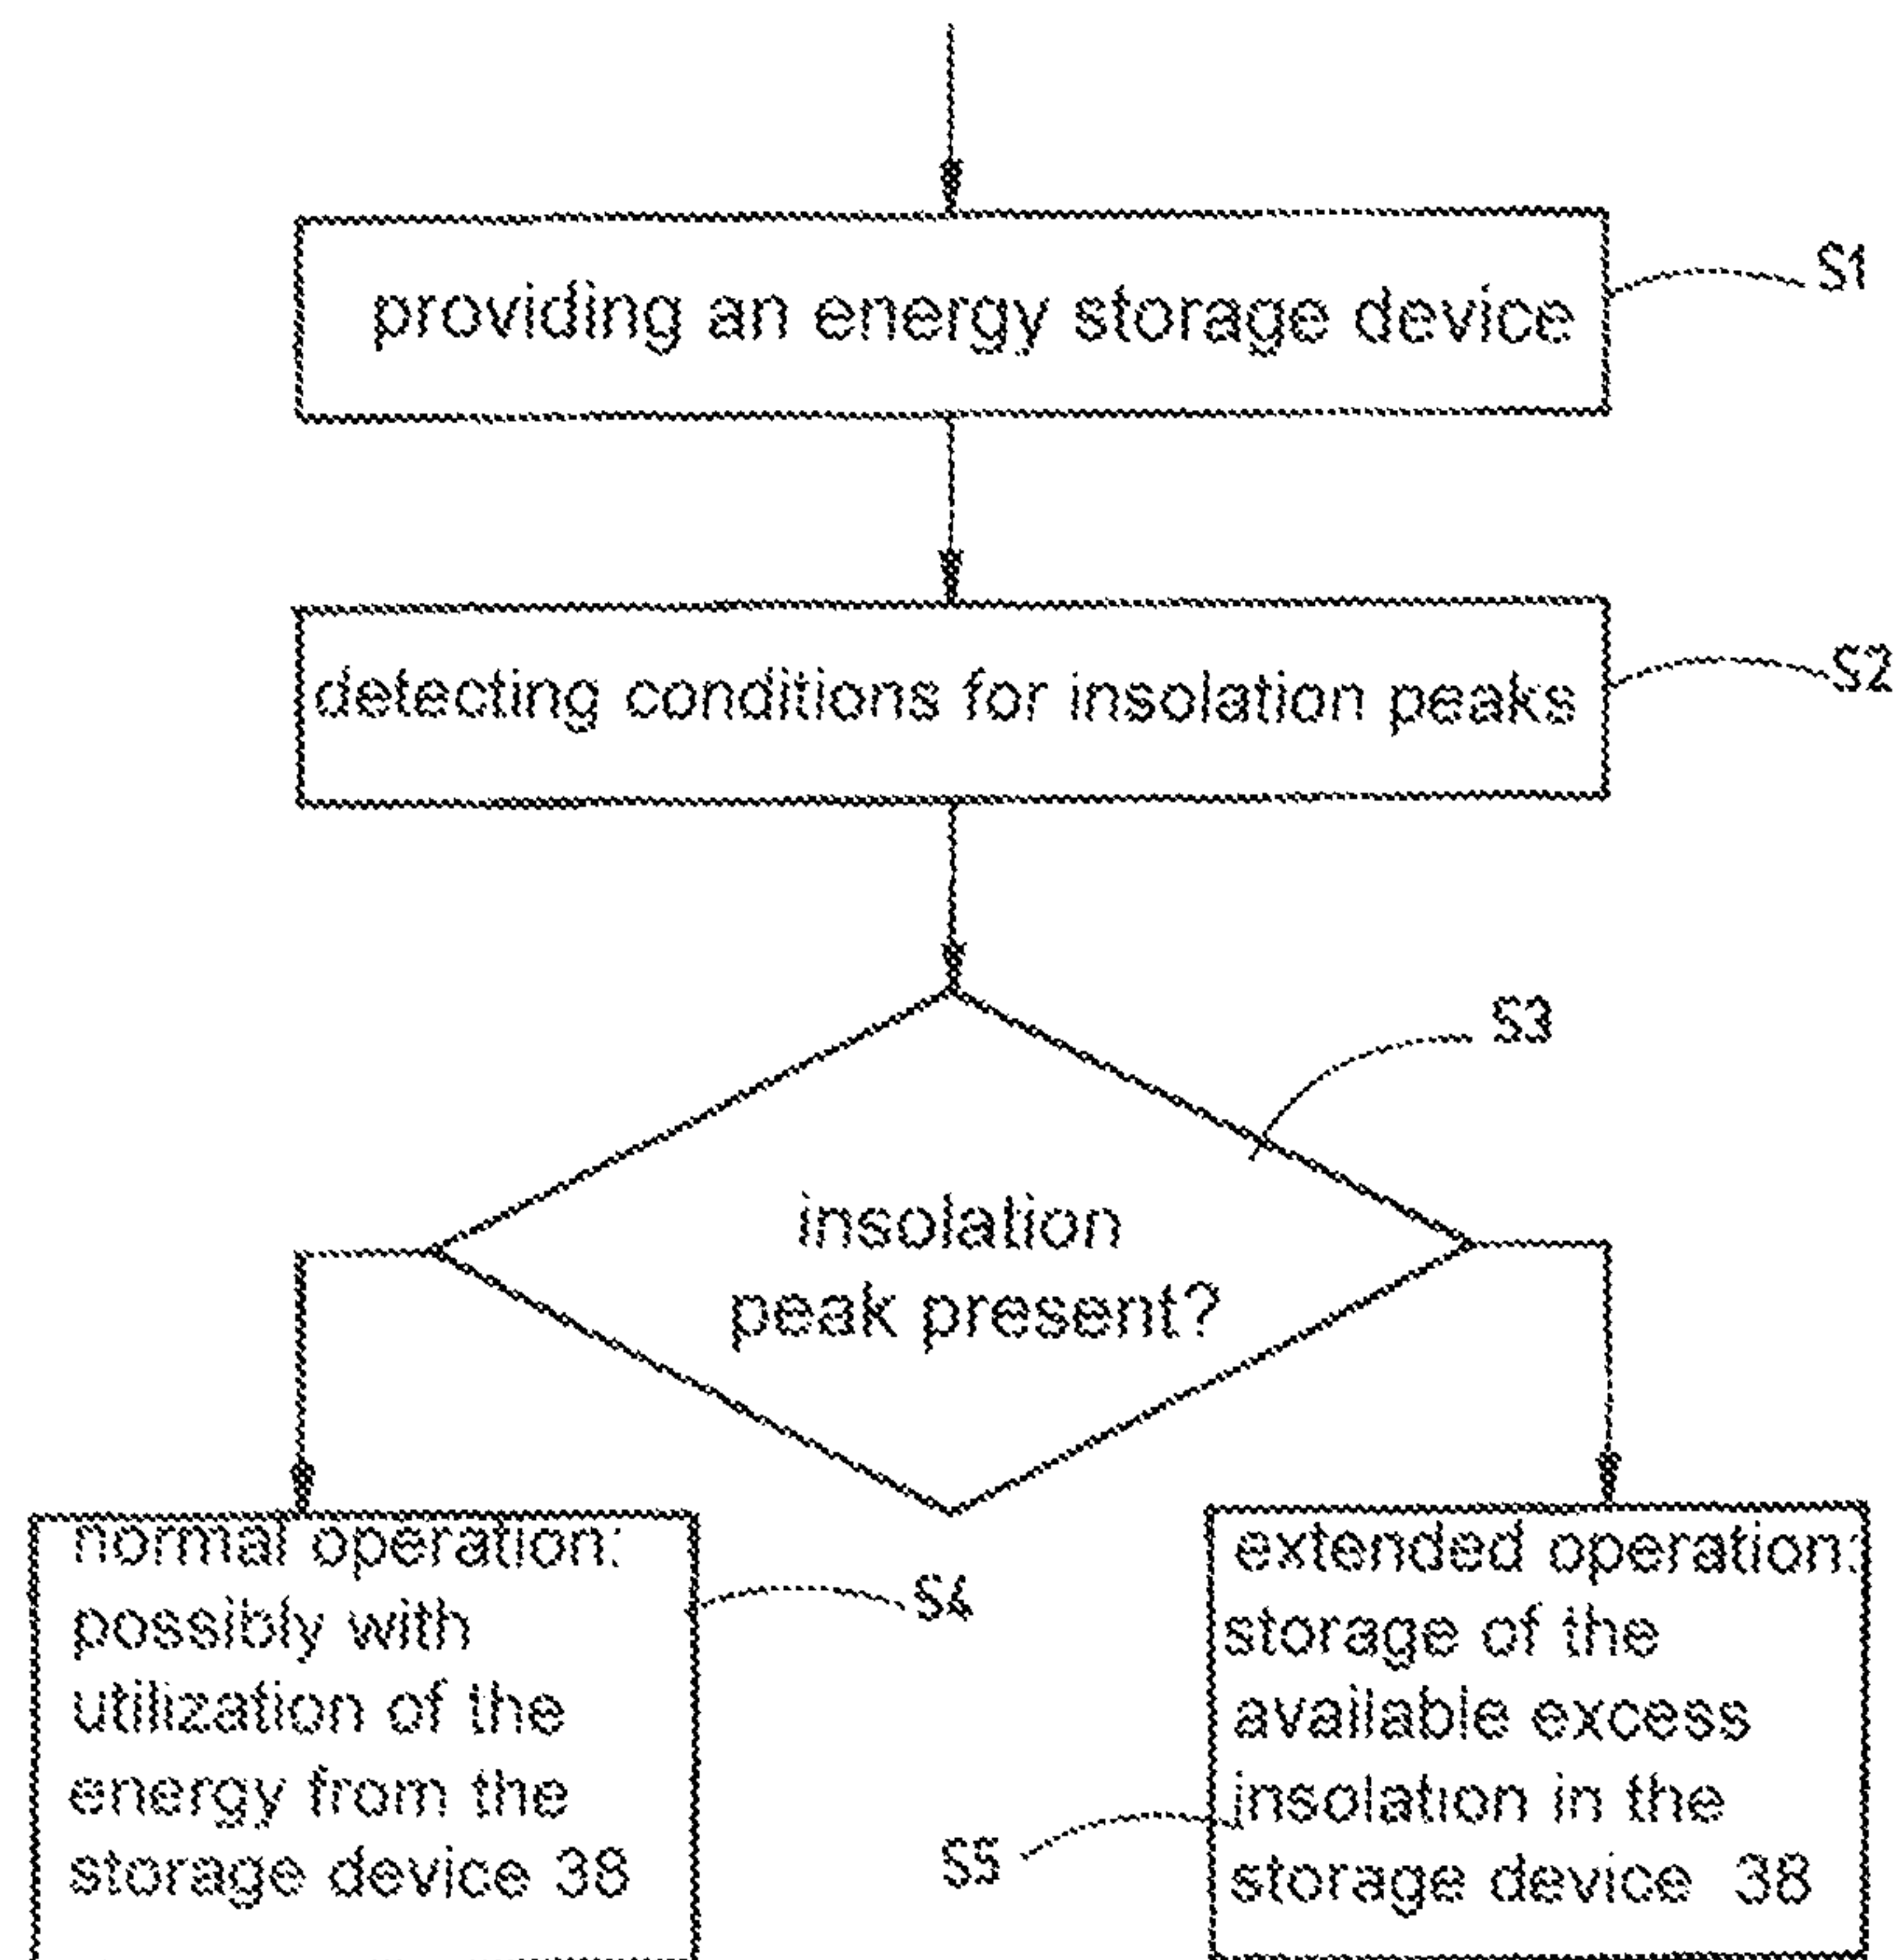 providing an energy storage device
S1
detecting conditions for insolation peaks
S2
S3
insolation
peak present?
normal operation:
possibly with
utilization of the
energy from the
storage device 38
S4
extended operation:
storage of the
available excess
insolation in the
storage device 38
S5